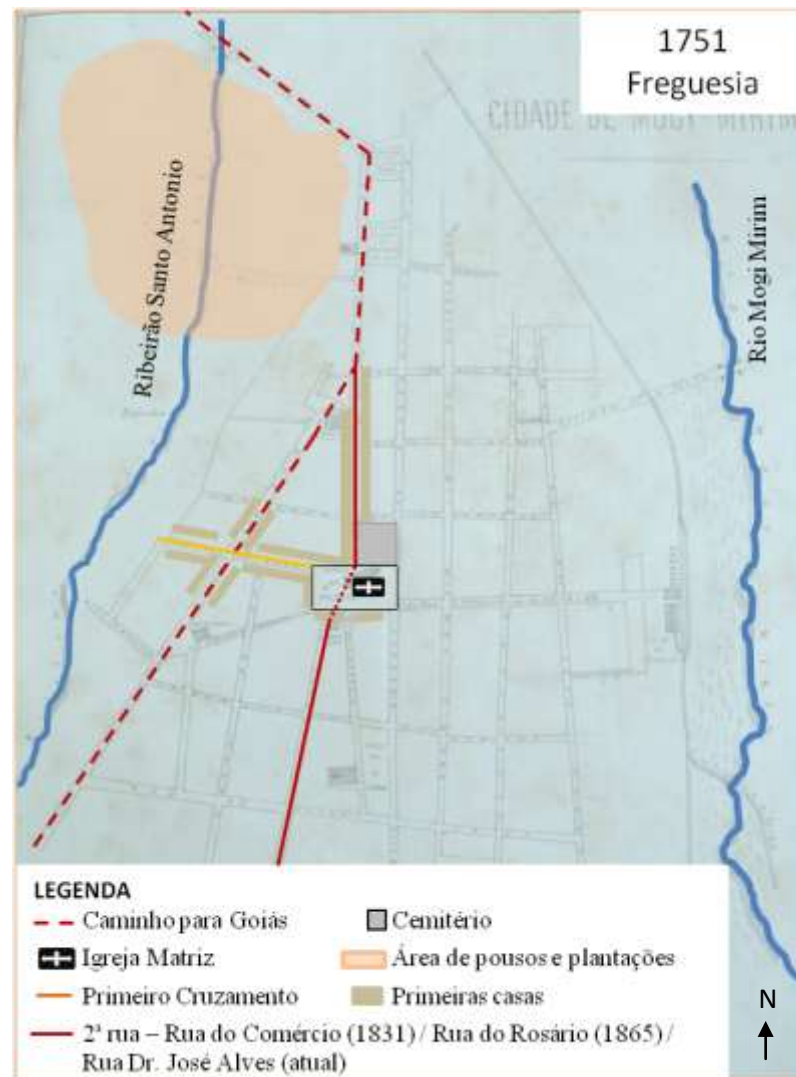 1751
Freguesia
CIDADE DE MOGY MIRIM
Ribeirão Santo Antonio
Rio Mogi Mirim
LEGENDA
Caminho para Goiás
Cemitério
Igreja Matriz
Área de pousos e plantações
Primeiro Cruzamento
Primeiras casas
2ª rua – Rua do Comércio (1831) / Rua do Rosário (1865) /
Rua Dr. José Alves (atual)
N